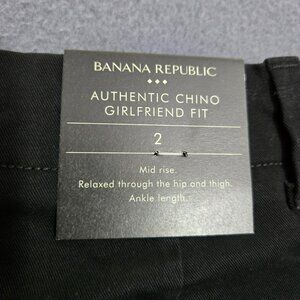 BANANA REPUBLIC
AUTHENTIC CHINO
GIRLFRIEND FIT
2
Mid rise.
Relaxed through the hip and thigh.
Ankle length.